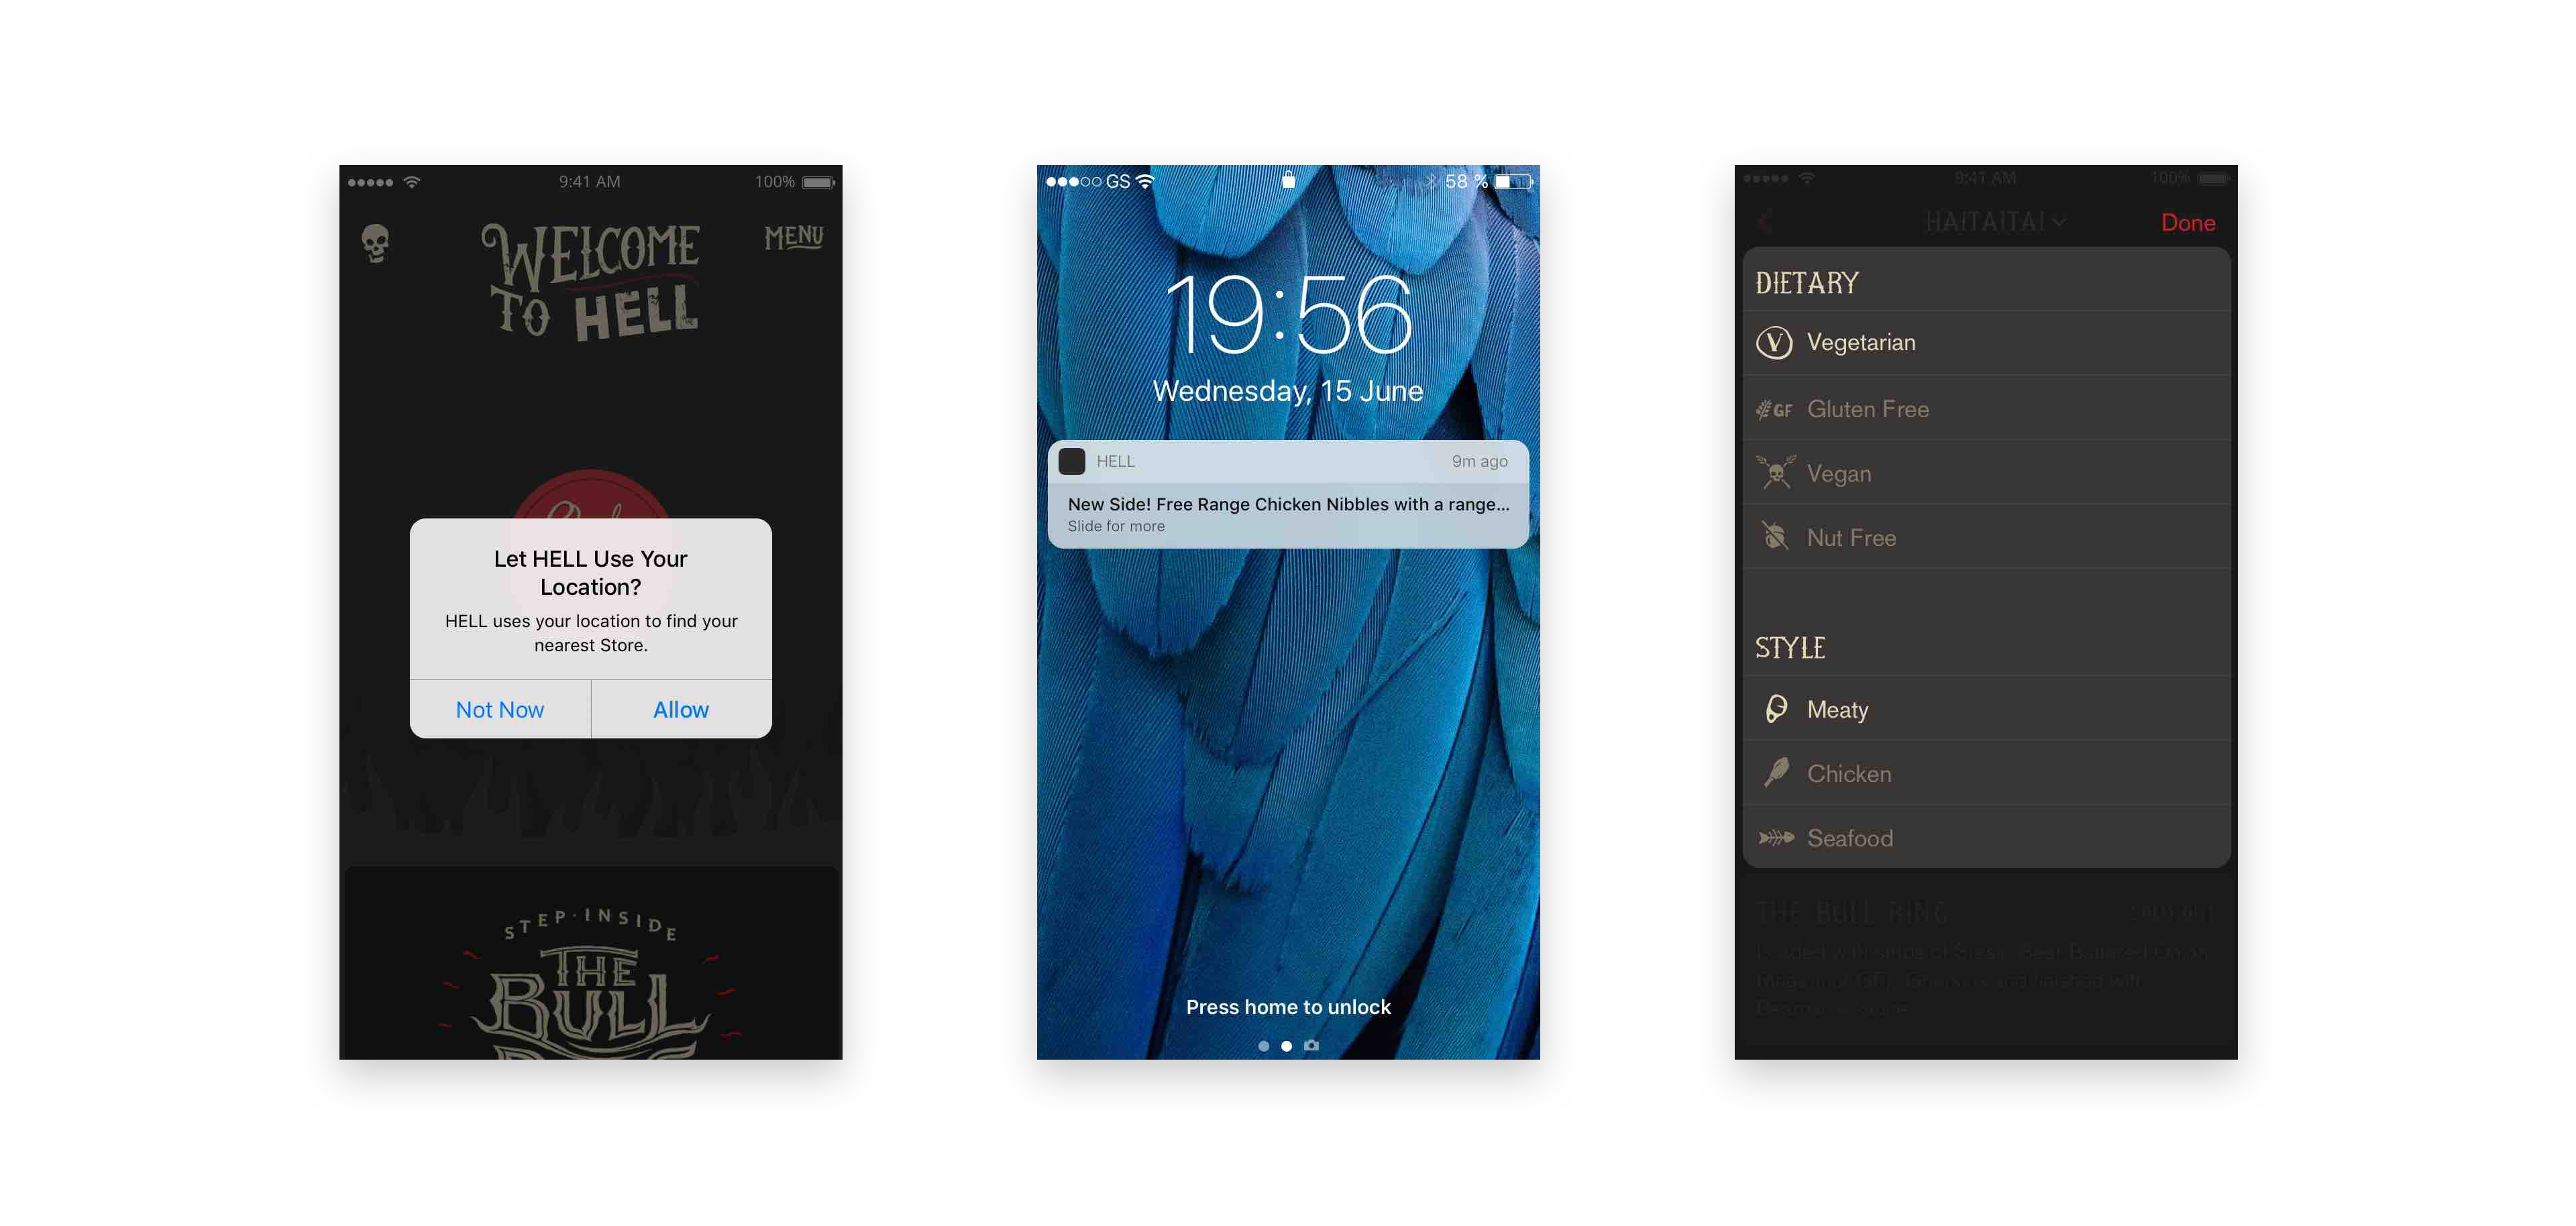 9:41 AM
100%
WELCOME
TO HELL
MENU
Let HELL Use Your
Location?
HELL uses your location to find your
nearest Store.
Not Now
Allow
STEP·INSIDE
THE
BULL
GS
58 %
19:56
Wednesday, 15 June
HELL
9m ago
New Side! Free Range Chicken Nibbles with a range...
Slide for more
Press home to unlock
9:41 AM
100%
HAITAITAI
Done
DIETARY
V Vegetarian
GF Gluten Free
Vegan
Nut Free
STYLE
Meaty
Chicken
Seafood
THE BULL RING